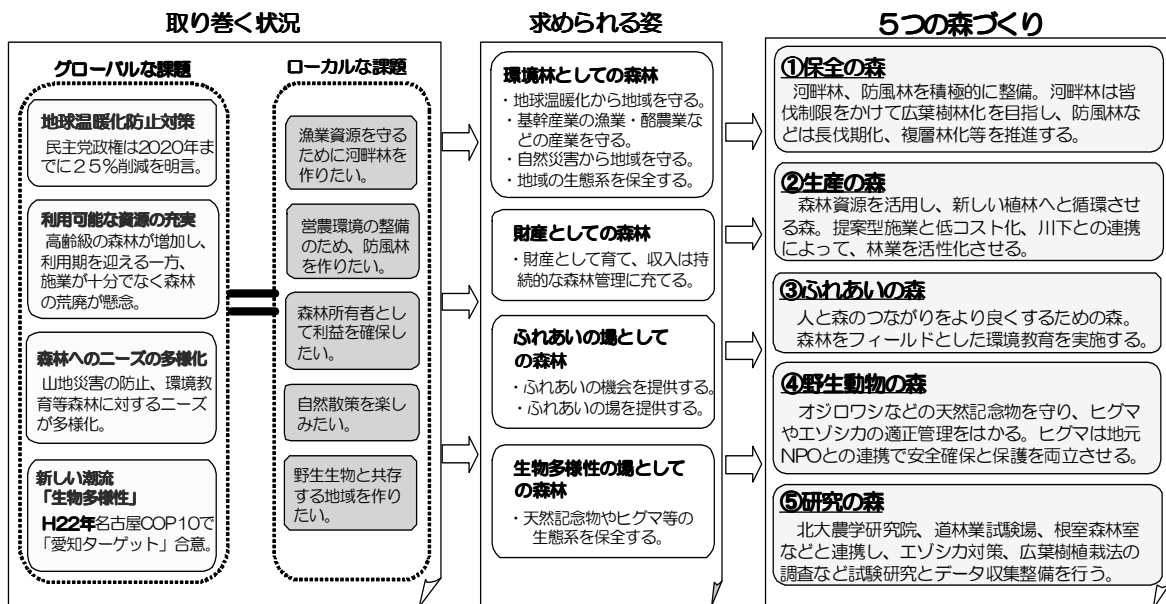 取り巻く状況
グローバルな課題
地球温暖化防止対策
民主党政権は2020年ま
でに25%削減を明言。
利用可能な資源の充実
高齢級の森林が増加し、
利用期を迎える一方、
施業が十分でなく森林
の荒廃が懸念。
森林へのニーズの多様化
山地災害の防止、環境教
育等森林に対するニーズ
が多様化。
新しい潮流
「生物多様性」
H22年名古屋COP10で
「愛知ターゲット」合意。
ローカルな課題
漁業資源を守る
ために河畔林を
作りたい。
営農環境の整備
のため、防風林
を作りたい。
森林所有者とし
て利益を確保し
たい。
自然散策を楽し
みたい。
野生生物と共存
する地域を作り
たい。
求められる姿
環境林としての森林
・地球温暖化から地域を守る。
・基幹産業の漁業・酪農業な
どの産業を守る。
・自然災害から地域を守る。
・地域の生態系を保全する。
財産としての森林
・財産として育て、収入は持
続的な森林管理に充てる。
ふれあいの場として
の森林
・ふれあいの機会を提供する。
・ふれあいの場を提供する。
生物多様性の場として
の森林
・天然記念物やヒグマ等の
生態系を保全する。
5つの森づくり
①保全の森
河畔林、防風林を積極的に整備。河畔林は皆
伐制限をかけて広葉樹林化を目指し、防風林な
どは長伐期化、複層林化等を推進する。
②生産の森
森林資源を活用し、新しい植林へと循環させ
る森。提案型施業と低コスト化、川下との連携
によって、林業を活性化させる。
③ふれあいの森
人と森のつながりをより良くするための森。
森林をフィールドとした環境教育を実施する。
④野生動物の森
オジロワシなどの天然記念物を守り、ヒグマ
やエゾシカの適正管理をはかる。ヒグマは地元
NPOとの連携で安全確保と保護を両立させる。
⑤研究の森
北大農学研究院、道林業試験場、根室森林室
などと連携し、エゾシカ対策、広葉樹植栽法の
調査など試験研究とデータ収集整備を行う。